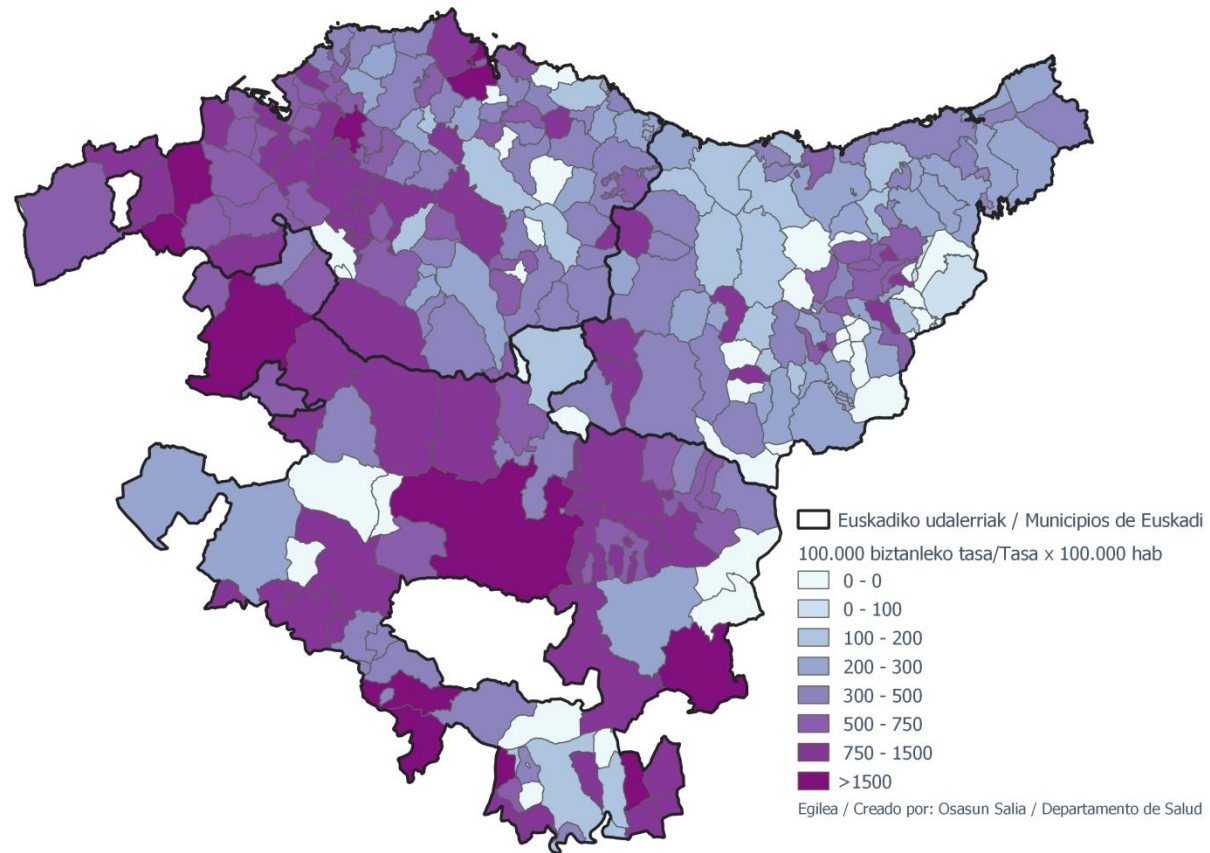 Euskadiko udalerriak / Municipios de Euskadi
100.000 biztanleko tasa/Tasa x 100.000 hab
0 - 0
0 - 100
100 - 200
200 - 300
300 - 500
500 - 750
750 - 1500
>1500
Egilea / Creado por: Osasun Salia / Departamento de Salud